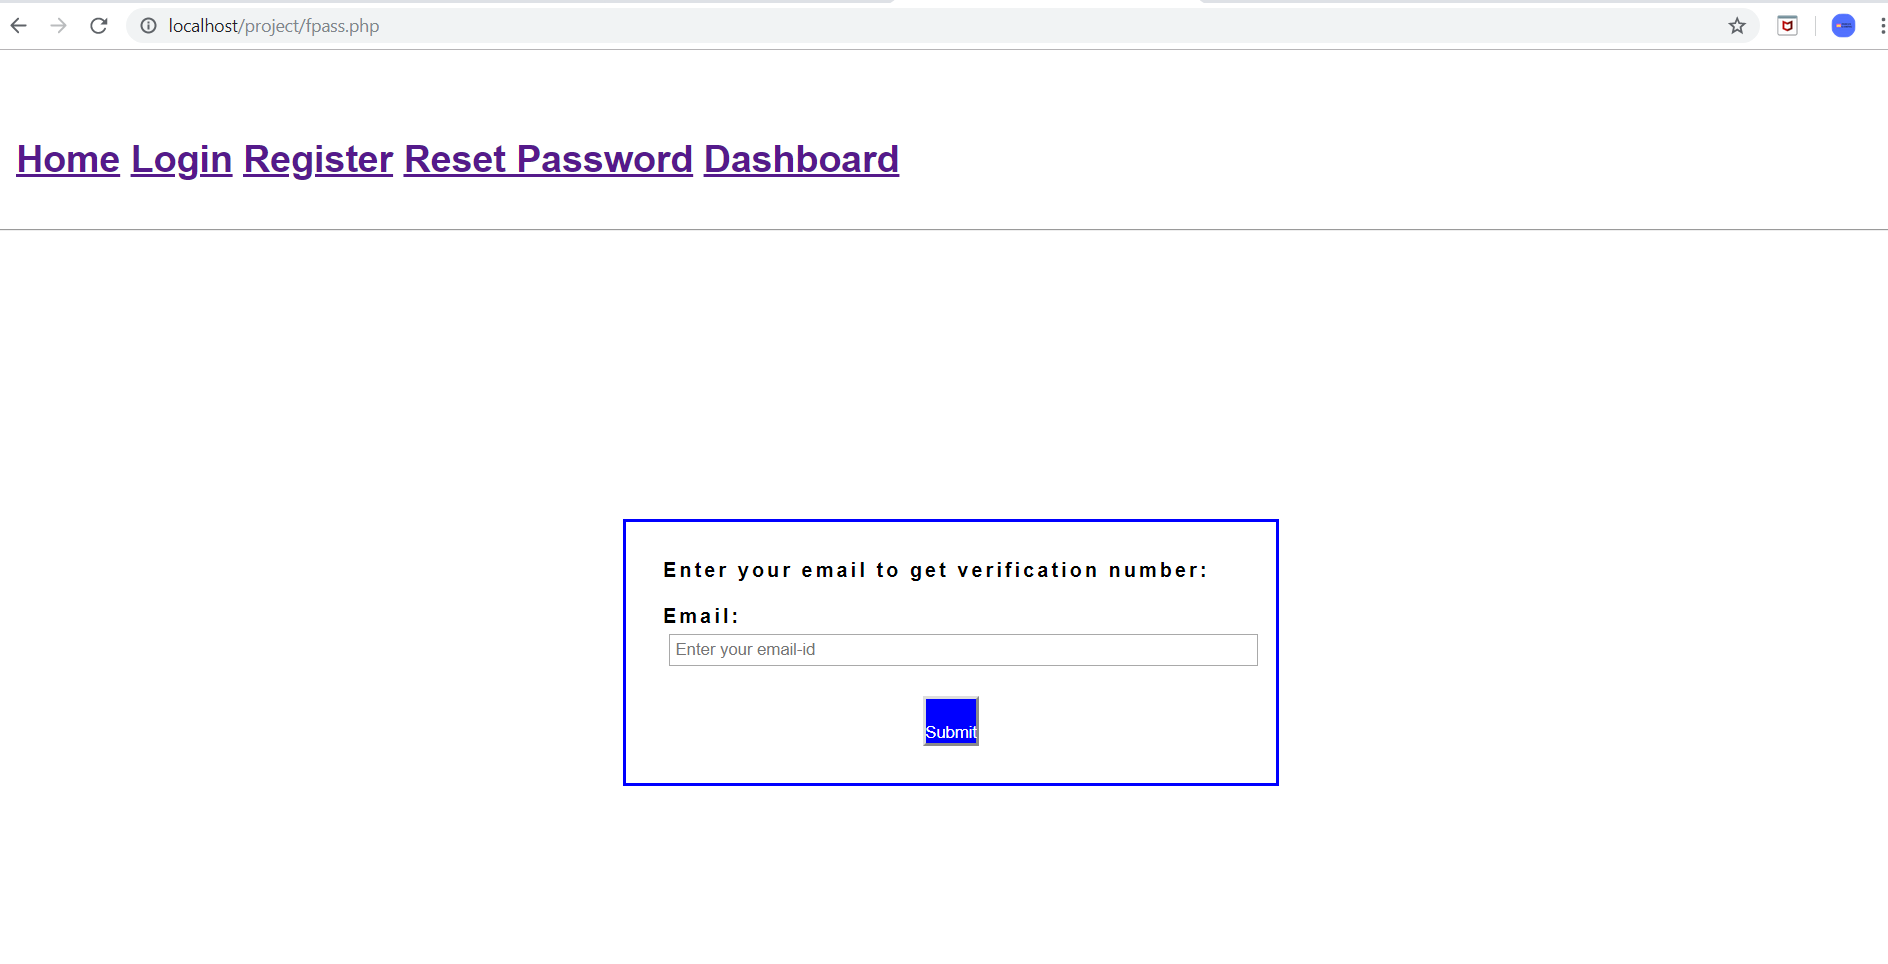 localhost/project/fpass.php
Home Login Register Reset Password Dashboard
Enter your email to get verification number:
Email:
Enter your email-id
Submit